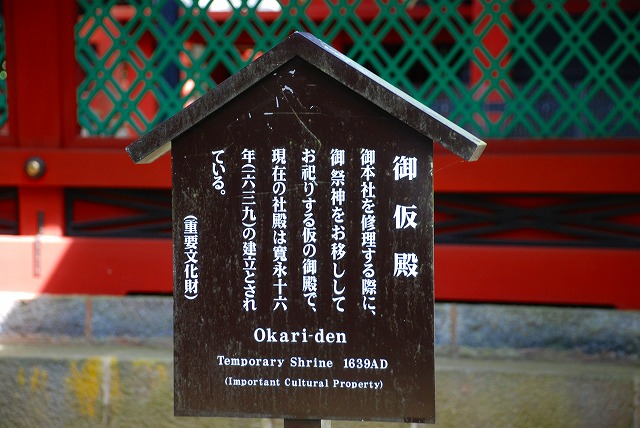 御仮殿
御本社を修理する際に、
御祭神をお移しして
お祀りする仮の御殿で、
現在の社殿は寛永十六
年(一六三九)の建立とされ
ている。
(重要文化財)
Okari-den
Temporary Shrine 1639AD
(Important Cultural Property)